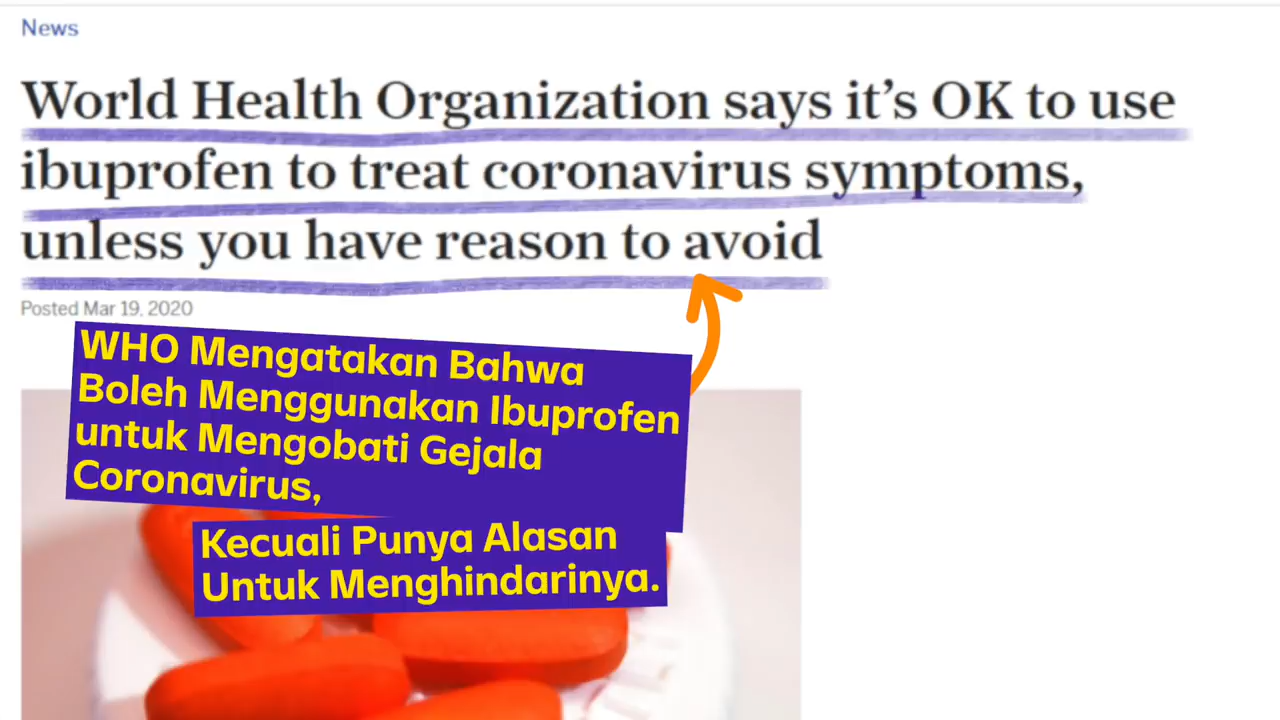 News
World Health Organization says it’s OK to use
ibuprofen to treat coronavirus symptoms,
unless you have reason to avoid
Posted Mar 19, 2020
WHO Mengatakan Bahwa
Boleh Menggunakan Ibuprofen
untuk Mengobati Gejala
Coronavirus,
Kecuali Punya Alasan
Untuk Menghindarinya.